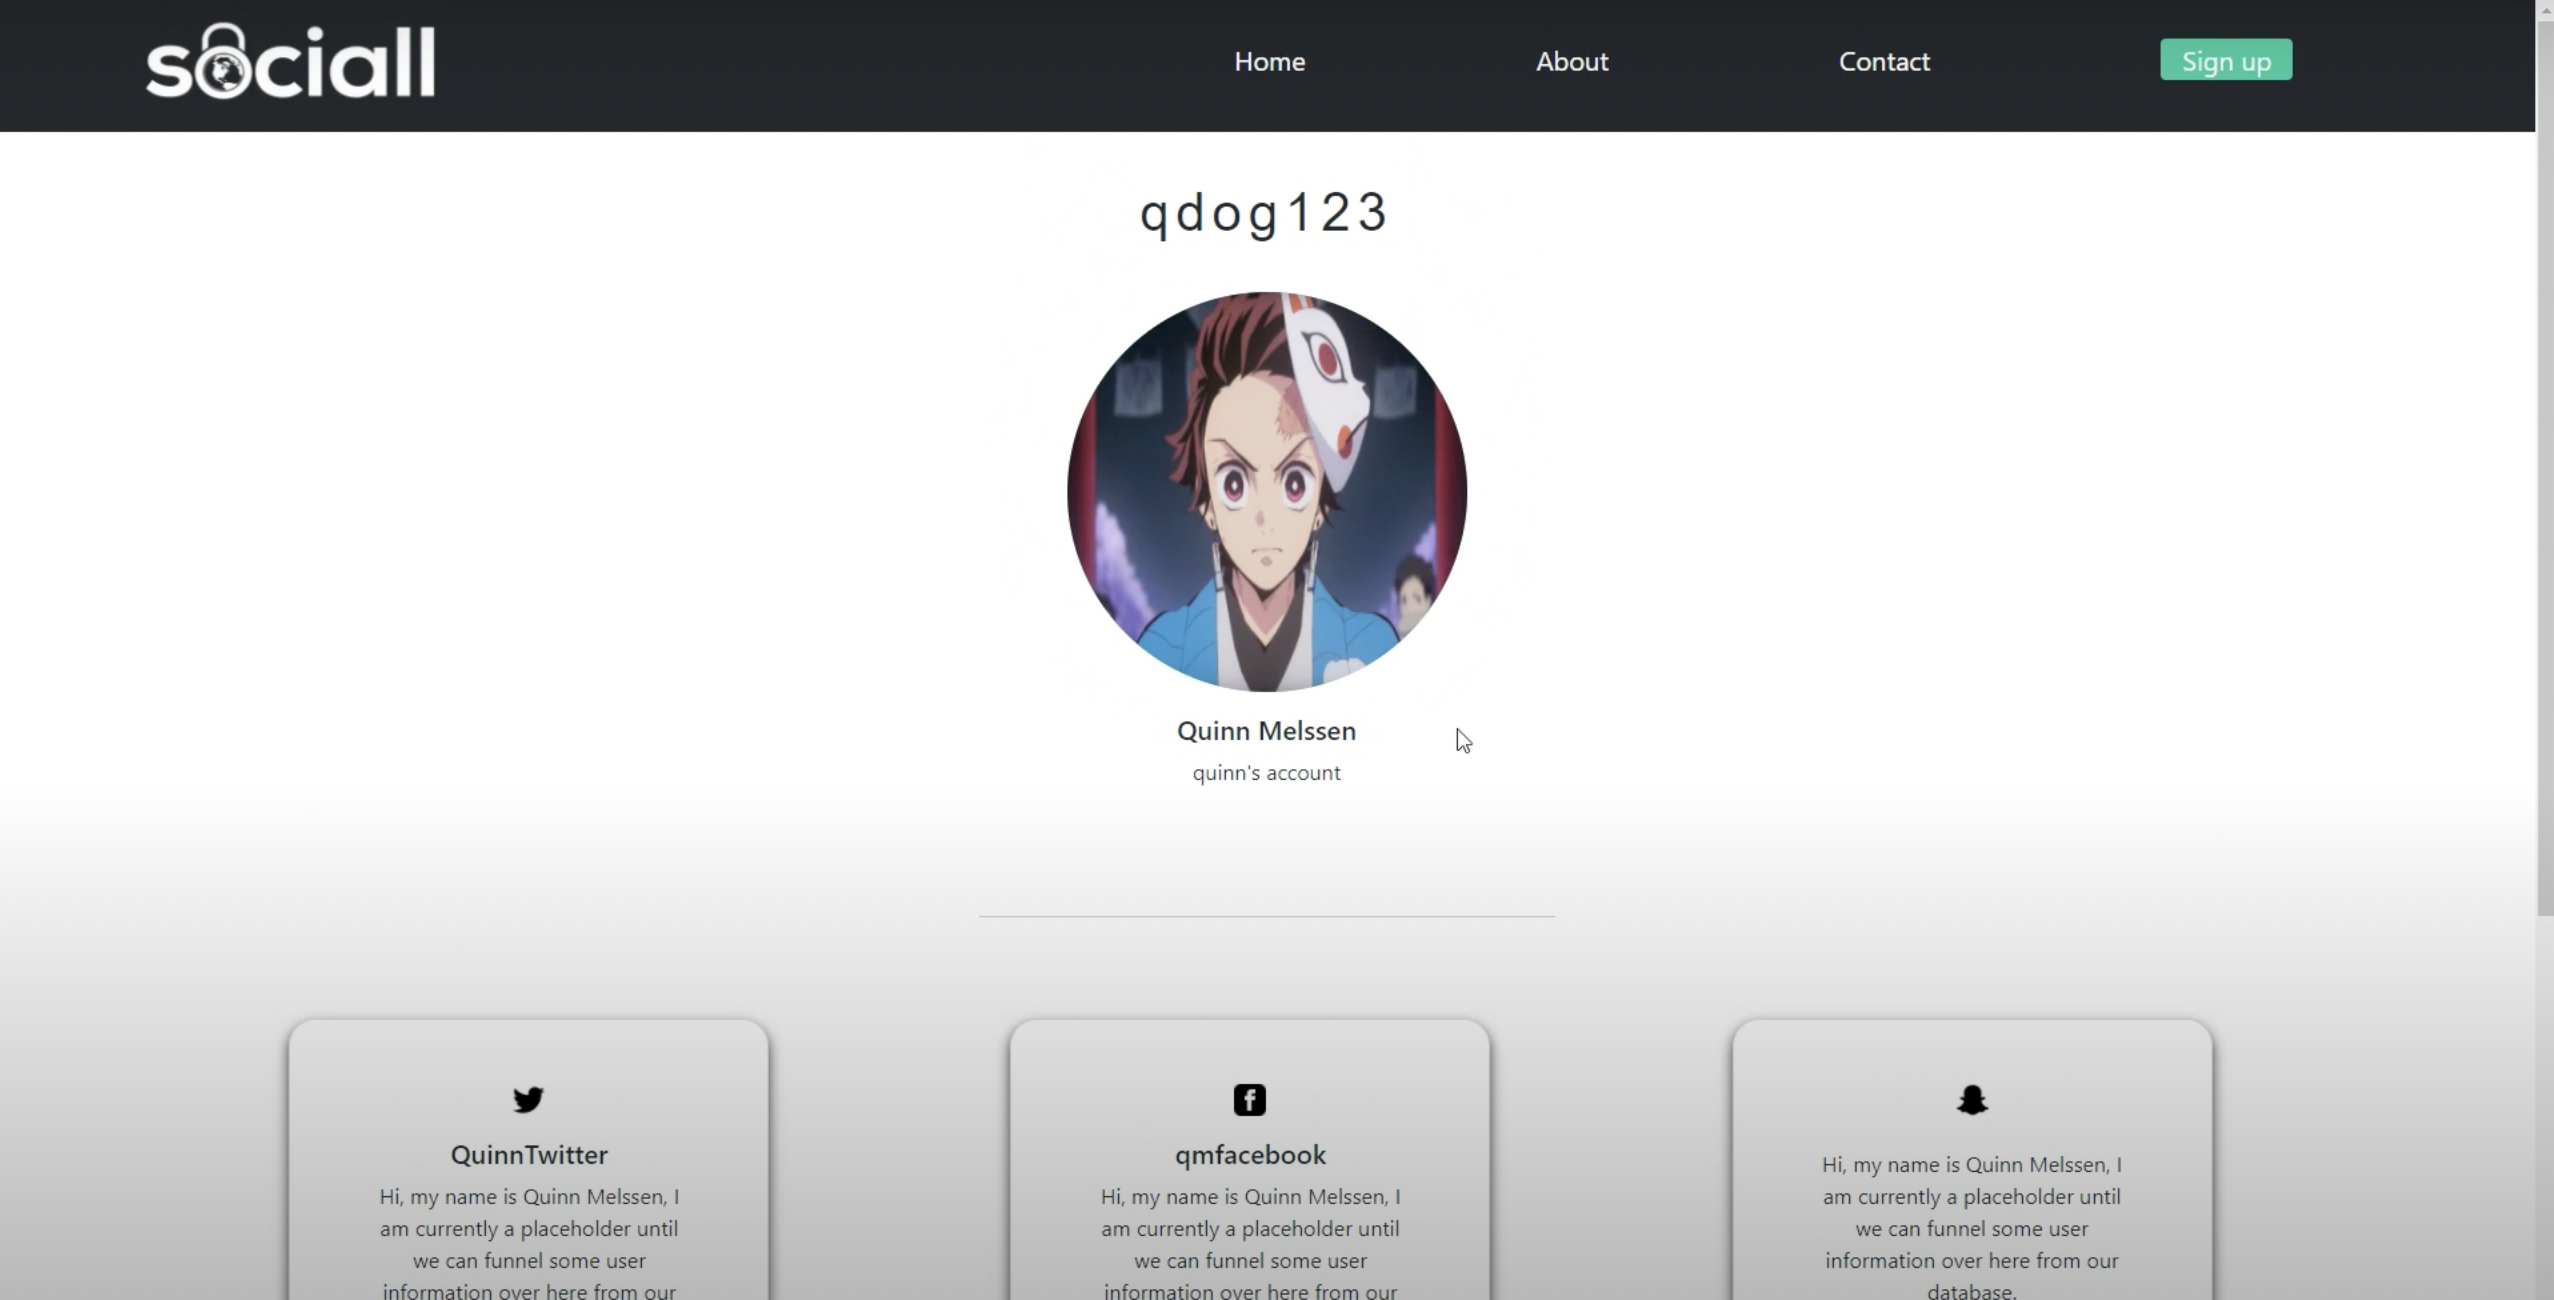 sociall
Home
About
Contact
Sign up
qdog123
Quinn Melssen
quinn's account
QuinnTwitter
Hi, my name is Quinn Melssen, I
am currently a placeholder until
we can funnel some user
information over here from our
qmfacebook
Hi, my name is Quinn Melssen, I
am currently a placeholder until
we can funnel some user
information over here from our
Hi, my name is Quinn Melssen, I
am currently a placeholder until
we can funnel some user
information over here from our
database.